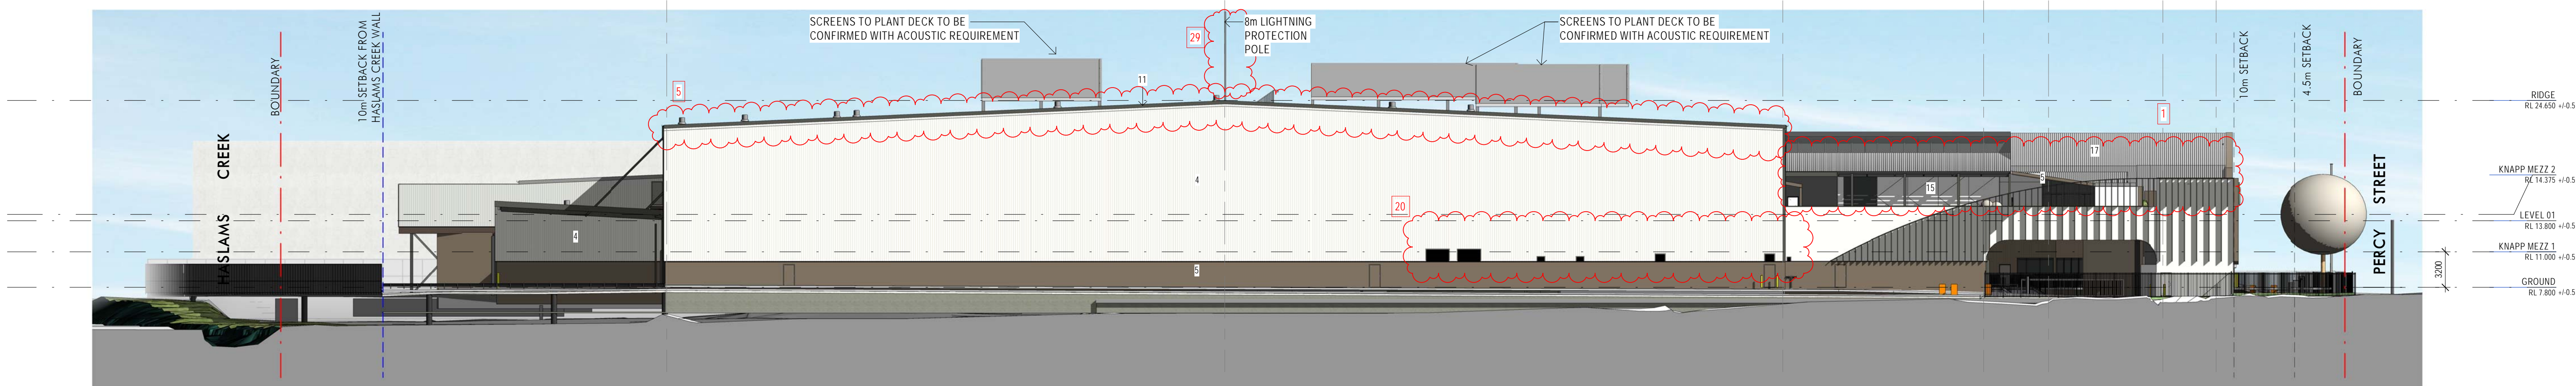 SCREENS TO PLANT DECK TO BE
CONFIRMED WITH ACOUSTIC REQUIREMENT
29
8m LIGHTNING
PROTECTION
POLE
SCREENS TO PLANT DECK TO BE
CONFIRMED WITH ACOUSTIC REQUIREMENT
BOUNDARY
10m SETBACK FROM
HASLAMS CREEK WALL
5
11
1
10m SETBACK
4.5m SETBACK
BOUNDARY
RIDGE
RL 24.650 +/-0.5
HASLAMS CREEK
17
4
15
5
20
4
5
PERCY STREET
KNAPP MEZZ 2
RL 14.375 +/-0.5
LEVEL 01
RL 13.800 +/-0.5
KNAPP MEZZ 1
RL 11.000 +/-0.5
3200
GROUND
RL 7.800 +/-0.5